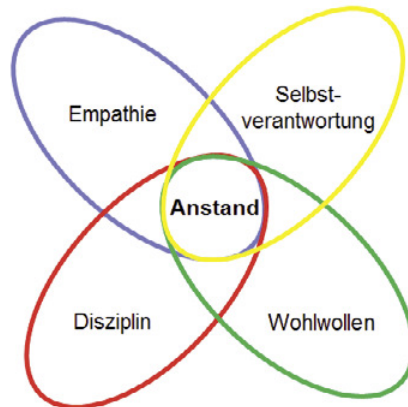 Empathie
Selbst-
verantwortung
Anstand
Disziplin
Wohlwollen